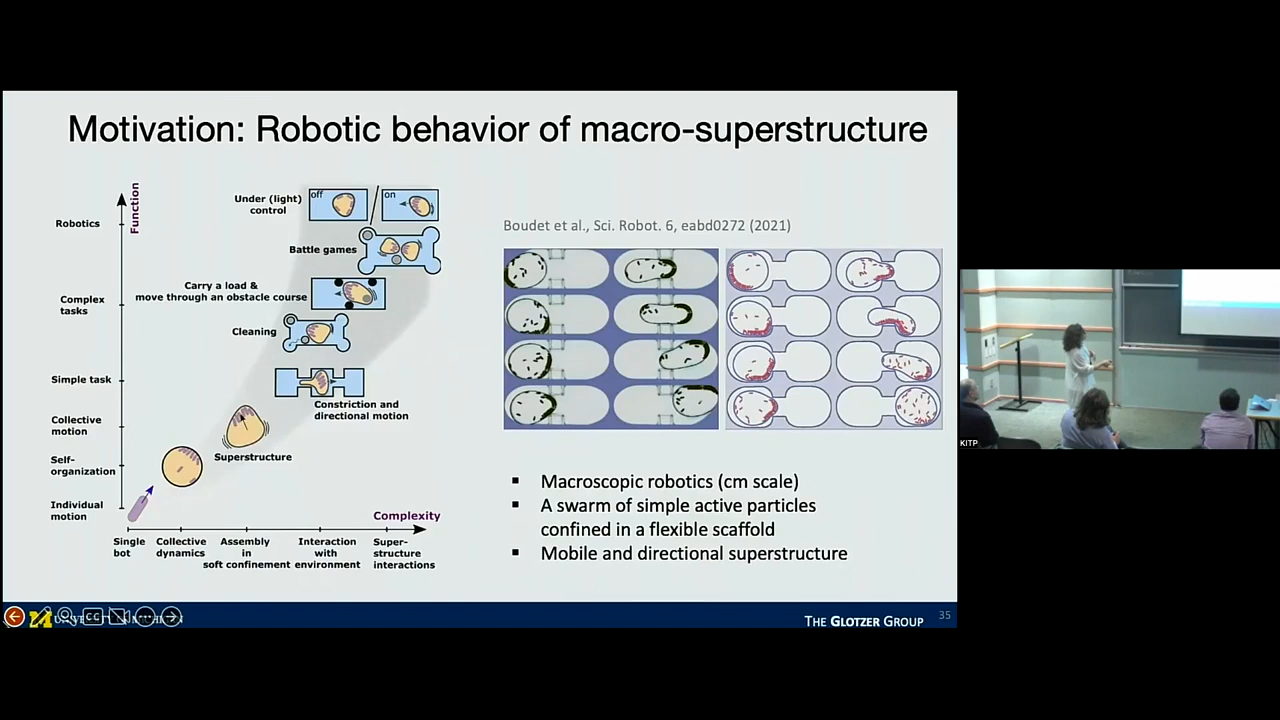 Motivation: Robotic behavior of macro-superstructure
Function
Robotics
Complex
tasks
Simple task
Collective
motion
Self-
organization
Individual
motion
Under (light)
control
off
on
Battle games
Carry a load &
move through an obstacle course
Cleaning
Constriction and
directional motion
Superstructure
Complexity
Single
bot
Collective
dynamics
Assembly
in
soft confinement
Interaction
with
environment
Super-
structure
interactions
Boudet et al., Sci. Robot. 6, eabd0272 (2021)
▪ Macroscopic robotics (cm scale)
▪ A swarm of simple active particles
confined in a flexible scaffold
▪ Mobile and directional superstructure
CC
THE GLOTZER GROUP
35
KITP